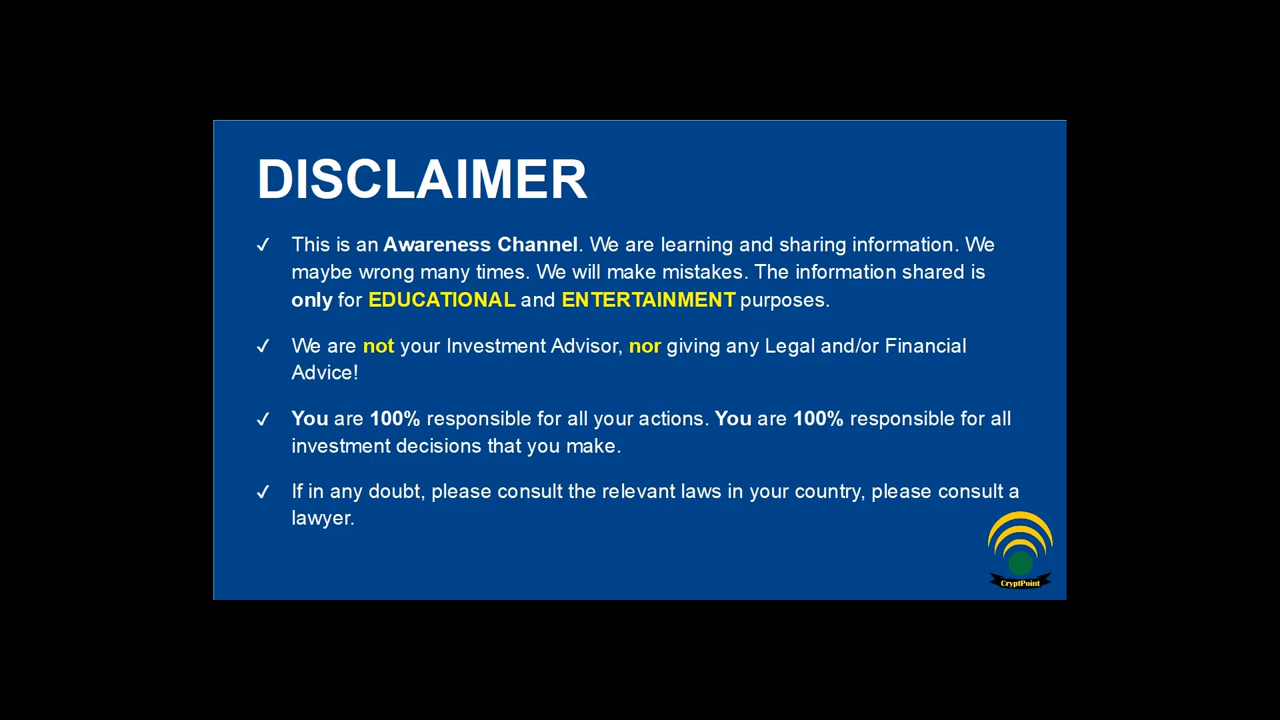 DISCLAIMER
✓ This is an Awareness Channel. We are learning and sharing information. We
maybe wrong many times. We will make mistakes. The information shared is
only for EDUCATIONAL and ENTERTAINMENT purposes.
✓ We are not your Investment Advisor, nor giving any Legal and/or Financial
Advice!
✓ You are 100% responsible for all your actions. You are 100% responsible for all
investment decisions that you make.
✓ If in any doubt, please consult the relevant laws in your country, please consult a
lawyer.
CryptPoint